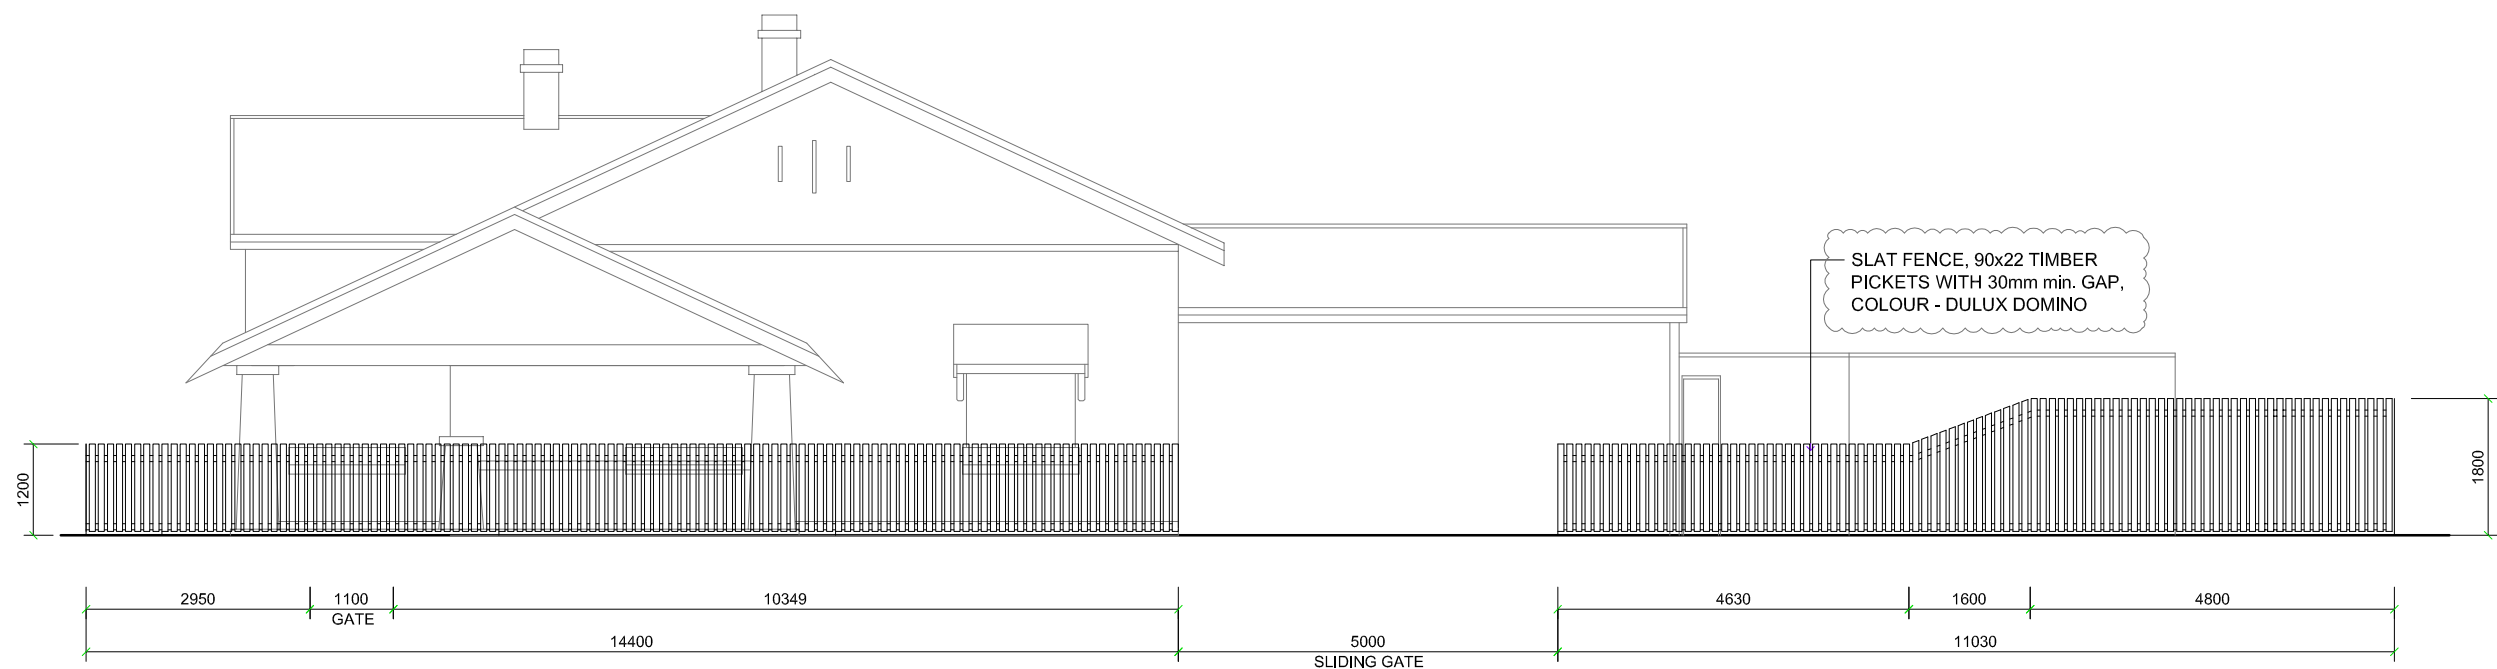 SLAT FENCE, 90x22 TIMBER
PICKETS WITH 30mm min. GAP,
COLOUR - DULUX DOMINO
1200
1800
2950
1100
GATE
10349
4630
1600
4800
14400
5000
SLIDING GATE
11030